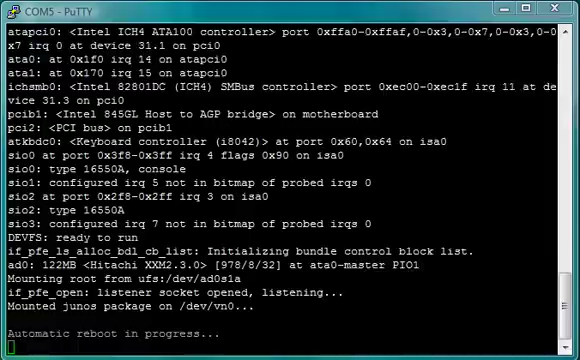 COM5 - PuTTY
atapci0: <Intel ICH4 ATA100 controller> port 0xffa0-0xffaf,0-0x3,0-0x7,0-0x3,0-0
x7 irq 0 at device 31.1 on pci0
ata0: at 0x1f0 irq 14 on atapci0
ata1: at 0x170 irq 15 on atapci0
ichsmb0: <Intel 82801DC (ICH4) SMBus controller> port 0xec00-0xec1f irq 11 at de
vice 31.3 on pci0
pcib1: <Intel 845GL Host to AGP bridge> on motherboard
pci2: <PCI bus> on pcib1
atkbdc0: <Keyboard controller (i8042)> at port 0x60,0x64 on isa0
sio0 at port 0x3f8-0x3ff irq 4 flags 0x90 on isa0
sio0: type 16550A, console
sio1: configured irq 5 not in bitmap of probed irqs 0
sio2 at port 0x2f8-0x2ff irq 3 on isa0
sio2: type 16550A
sio3: configured irq 7 not in bitmap of probed irqs 0
DEVFS: ready to run
if_pfe_ls_alloc_bdl_cb_list: Initializing bundle control block list.
ad0: 122MB <Hitachi XXM2.3.0> [978/8/32] at ata0-master PIO1
Mounting root from ufs:/dev/ad0s1a
if_pfe_open: listener socket opened, listening...
Mounted junos package on /dev/vn0...
Automatic reboot in progress...